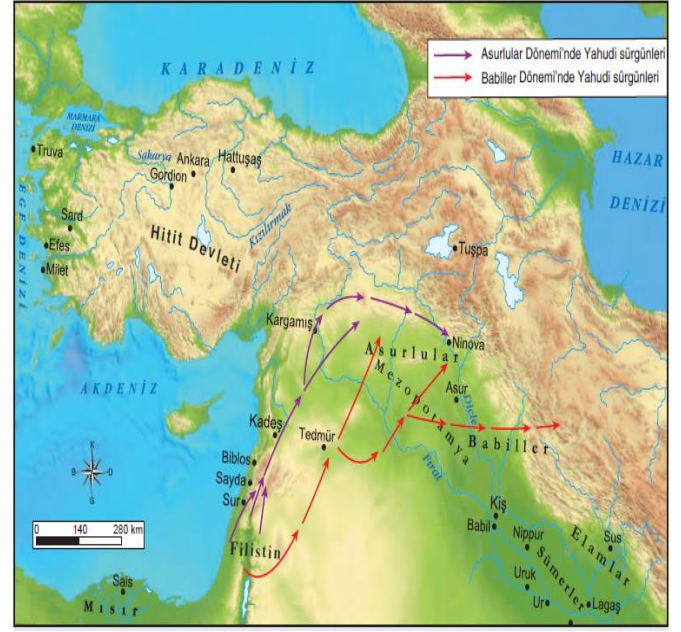 KARADENİZ
Asurlular Dönemi'nde Yahudi sürgünleri
Babiller Dönemi'nde Yahudi sürgünleri
MARMARA
DENİZİ
Truva
Sakarya
Ankara
Hattuşaş
Gordion
HAZAR
DENİZİ
EGE DENİZİ
Sard
Efes
Milet
Hitit Devleti
Kızılırmak
Tuşpa
Kargamış
Ninova
Asurlular
Mezopotamya
Asur
Dicle
AKDENİZ
Kadeş
Tedmür
Babiller
Biblos
Sayda
Sur
Fırat
K
B
D
G
0 140 280 km
Filistin
Kiş
Babil
Nippur
Sus
Elamlar
Sümerler
Uruk
Ur
Lagaş
Sais
Mısır